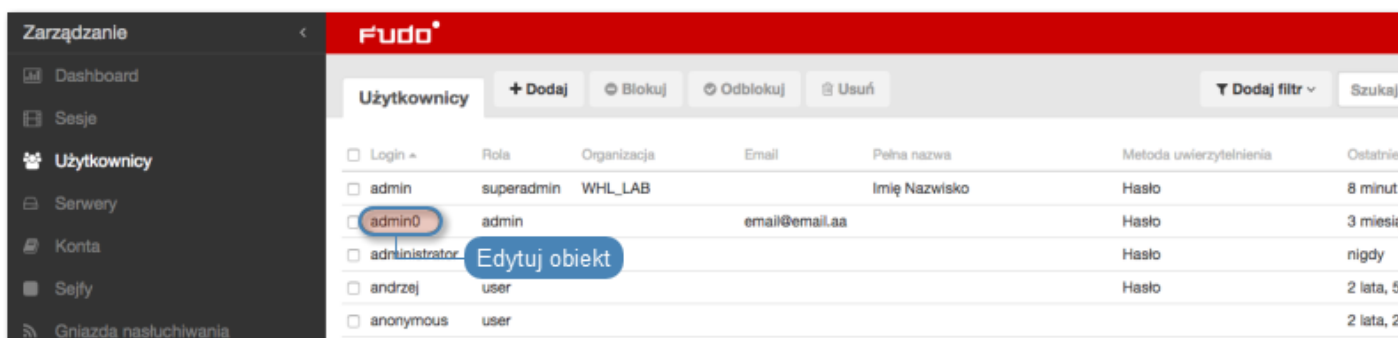 Zarządzanie
Fudo
Dashboard
Sesje
Użytkownicy
Serwery
Konta
Sejfy
Gniazda nasłuchiwania
Użytkownicy + Dodaj Blokuj Odblokuj Usuń Dodaj filtr Szukaj
Login Rola Organizacja Email Pełna nazwa Metoda uwierzytelnienia Ostatnie
admin superadmin WHL_LAB Imię Nazwisko Hasło 8 minut
admin0 admin email@email.aa Hasło 3 miesią
administrator Hasło nigdy
Edytuj obiekt
andrzej user Hasło 2 lata, 5
anonymous user 2 lata, 2